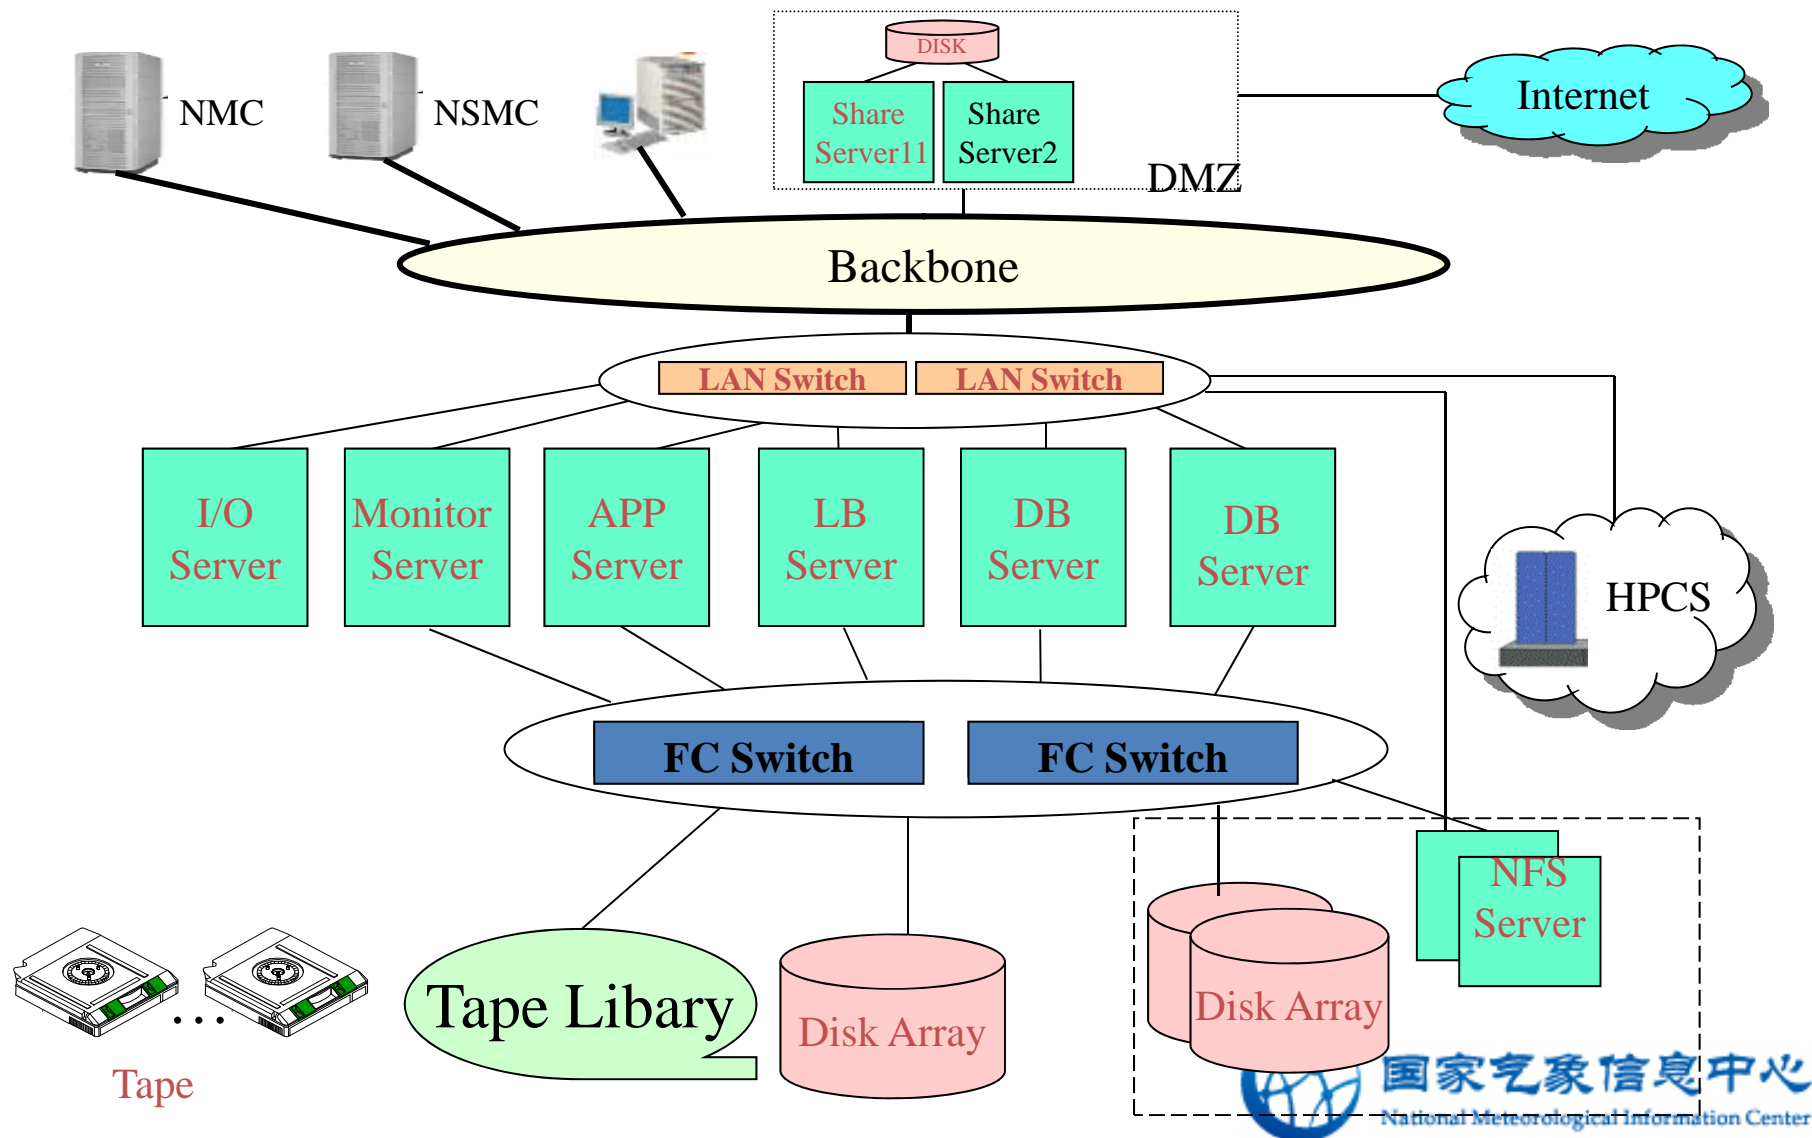 DISK
NMC
NSMC
Share
Server11
Share
Server2
Internet
DMZ
Backbone
LAN Switch
LAN Switch
I/O
Server
Monitor
Server
APP
Server
LB
Server
DB
Server
DB
Server
HPCS
FC Switch
FC Switch
NFS
Server
Tape Libary
Disk Array
Disk Array
...
Tape
国家气象信息中心
National Meteorological Information Center